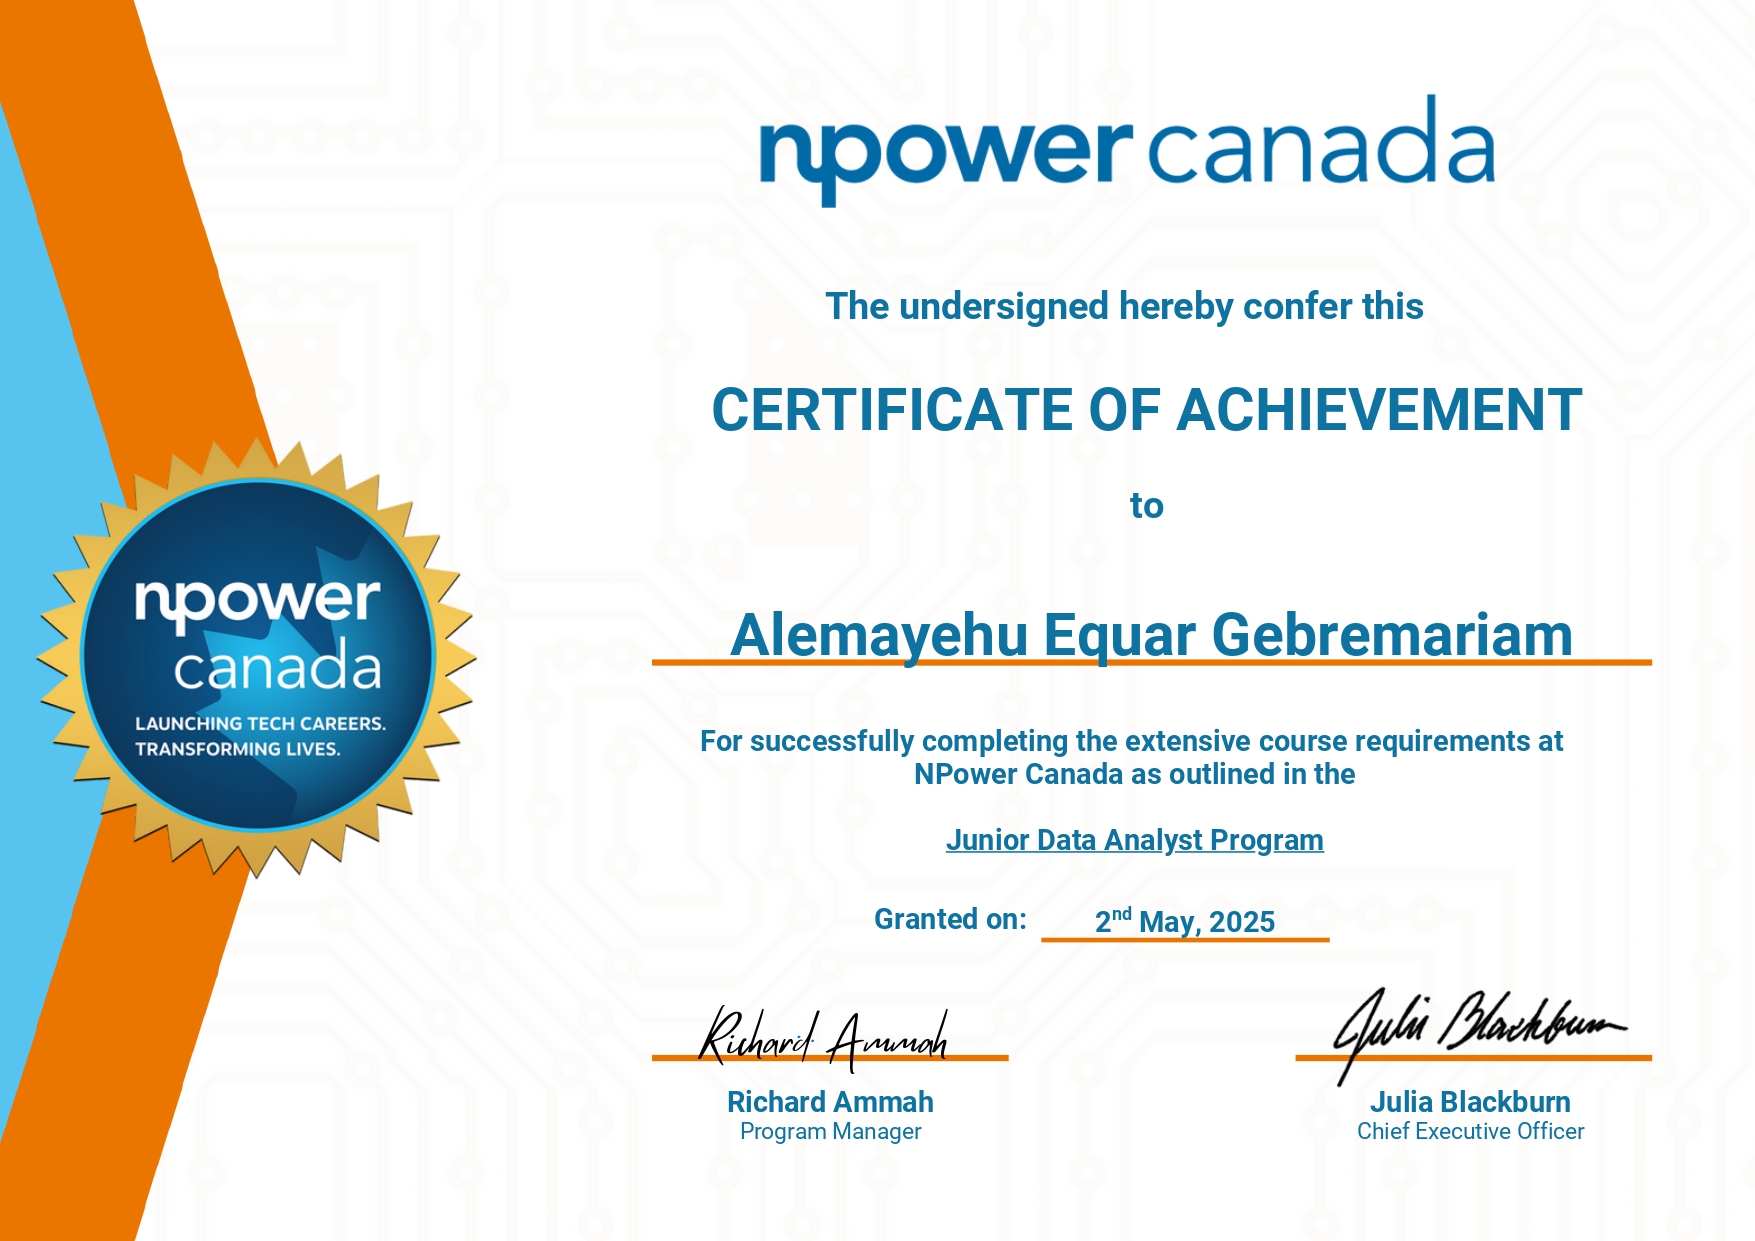 npower canada
The undersigned hereby confer this
CERTIFICATE OF ACHIEVEMENT
to
Alemayehu Equar Gebremariam
For successfully completing the extensive course requirements at
NPower Canada as outlined in the
Junior Data Analyst Program
Granted on: 2nd May, 2025
Richard Ammah Julia Blackburn
Richard Ammah Julia Blackburn
Program Manager Chief Executive Officer
npower
canada
LAUNCHING TECH CAREERS.
TRANSFORMING LIVES.